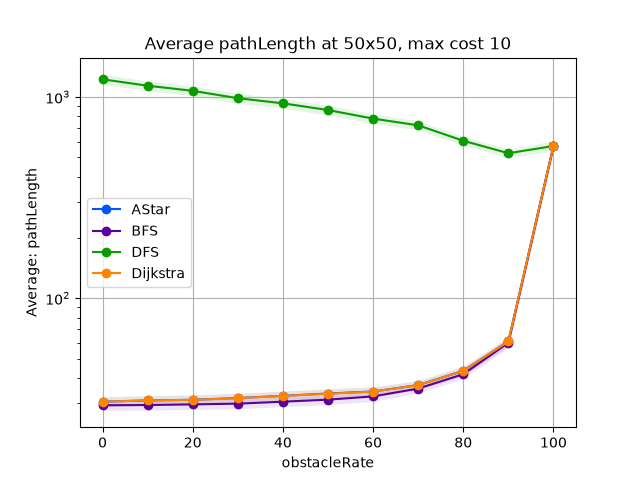 Average pathLength at 50x50, max cost 10
Average: pathLength
10³
10²
AStar
BFS
DFS
Dijkstra
0 20 40 60 80 100
obstacleRate